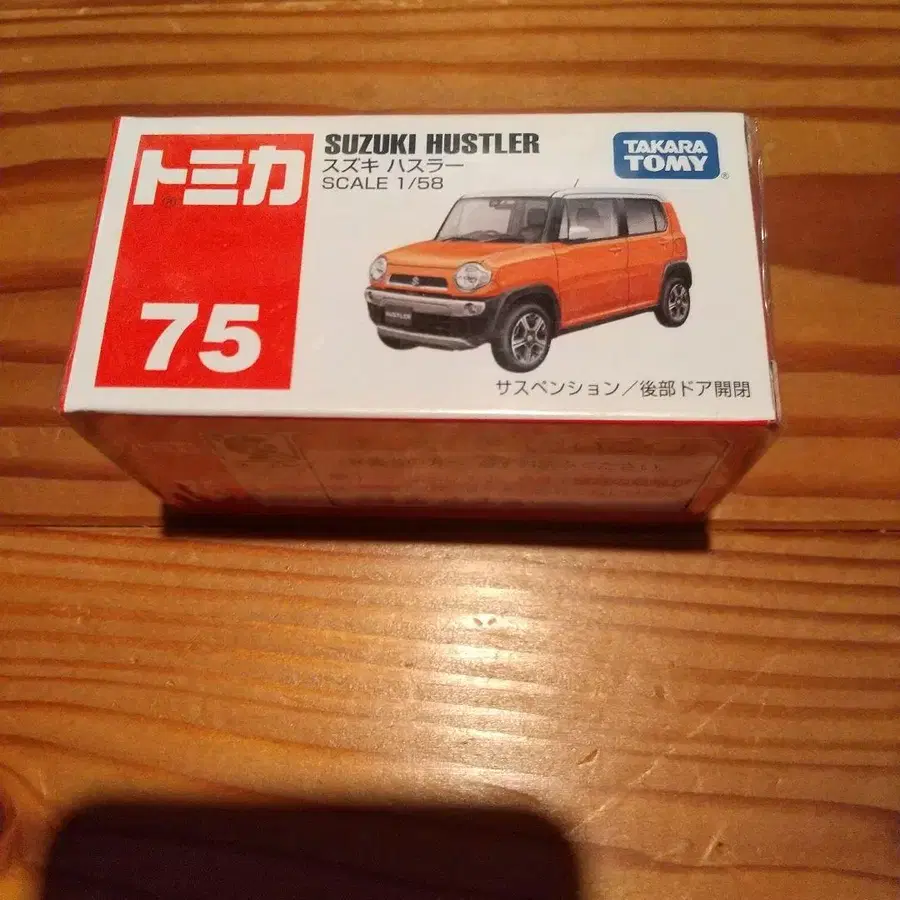 トミカ
®
75
SUZUKI HUSTLER
スズキ ハスラー
SCALE 1/58
TAKARA
TOMY
®
HUSTLER
サスペンション/後部ドア開閉